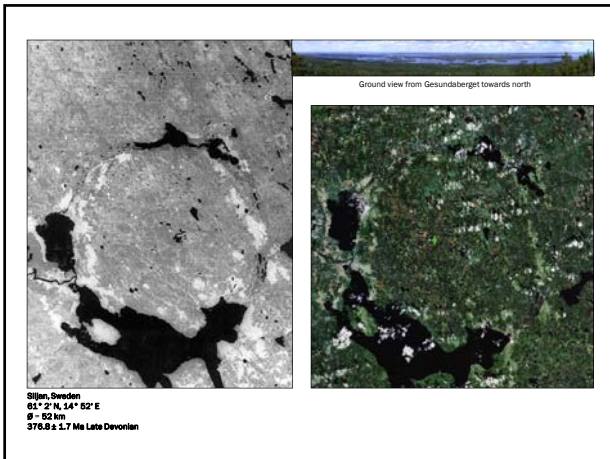 Ground view from Gesundaberget towards north
Siljan, Sweden
61° 2' N, 14° 52' E
Ø ~ 52 km
376.8 ± 1.7 Ma Late Devonian